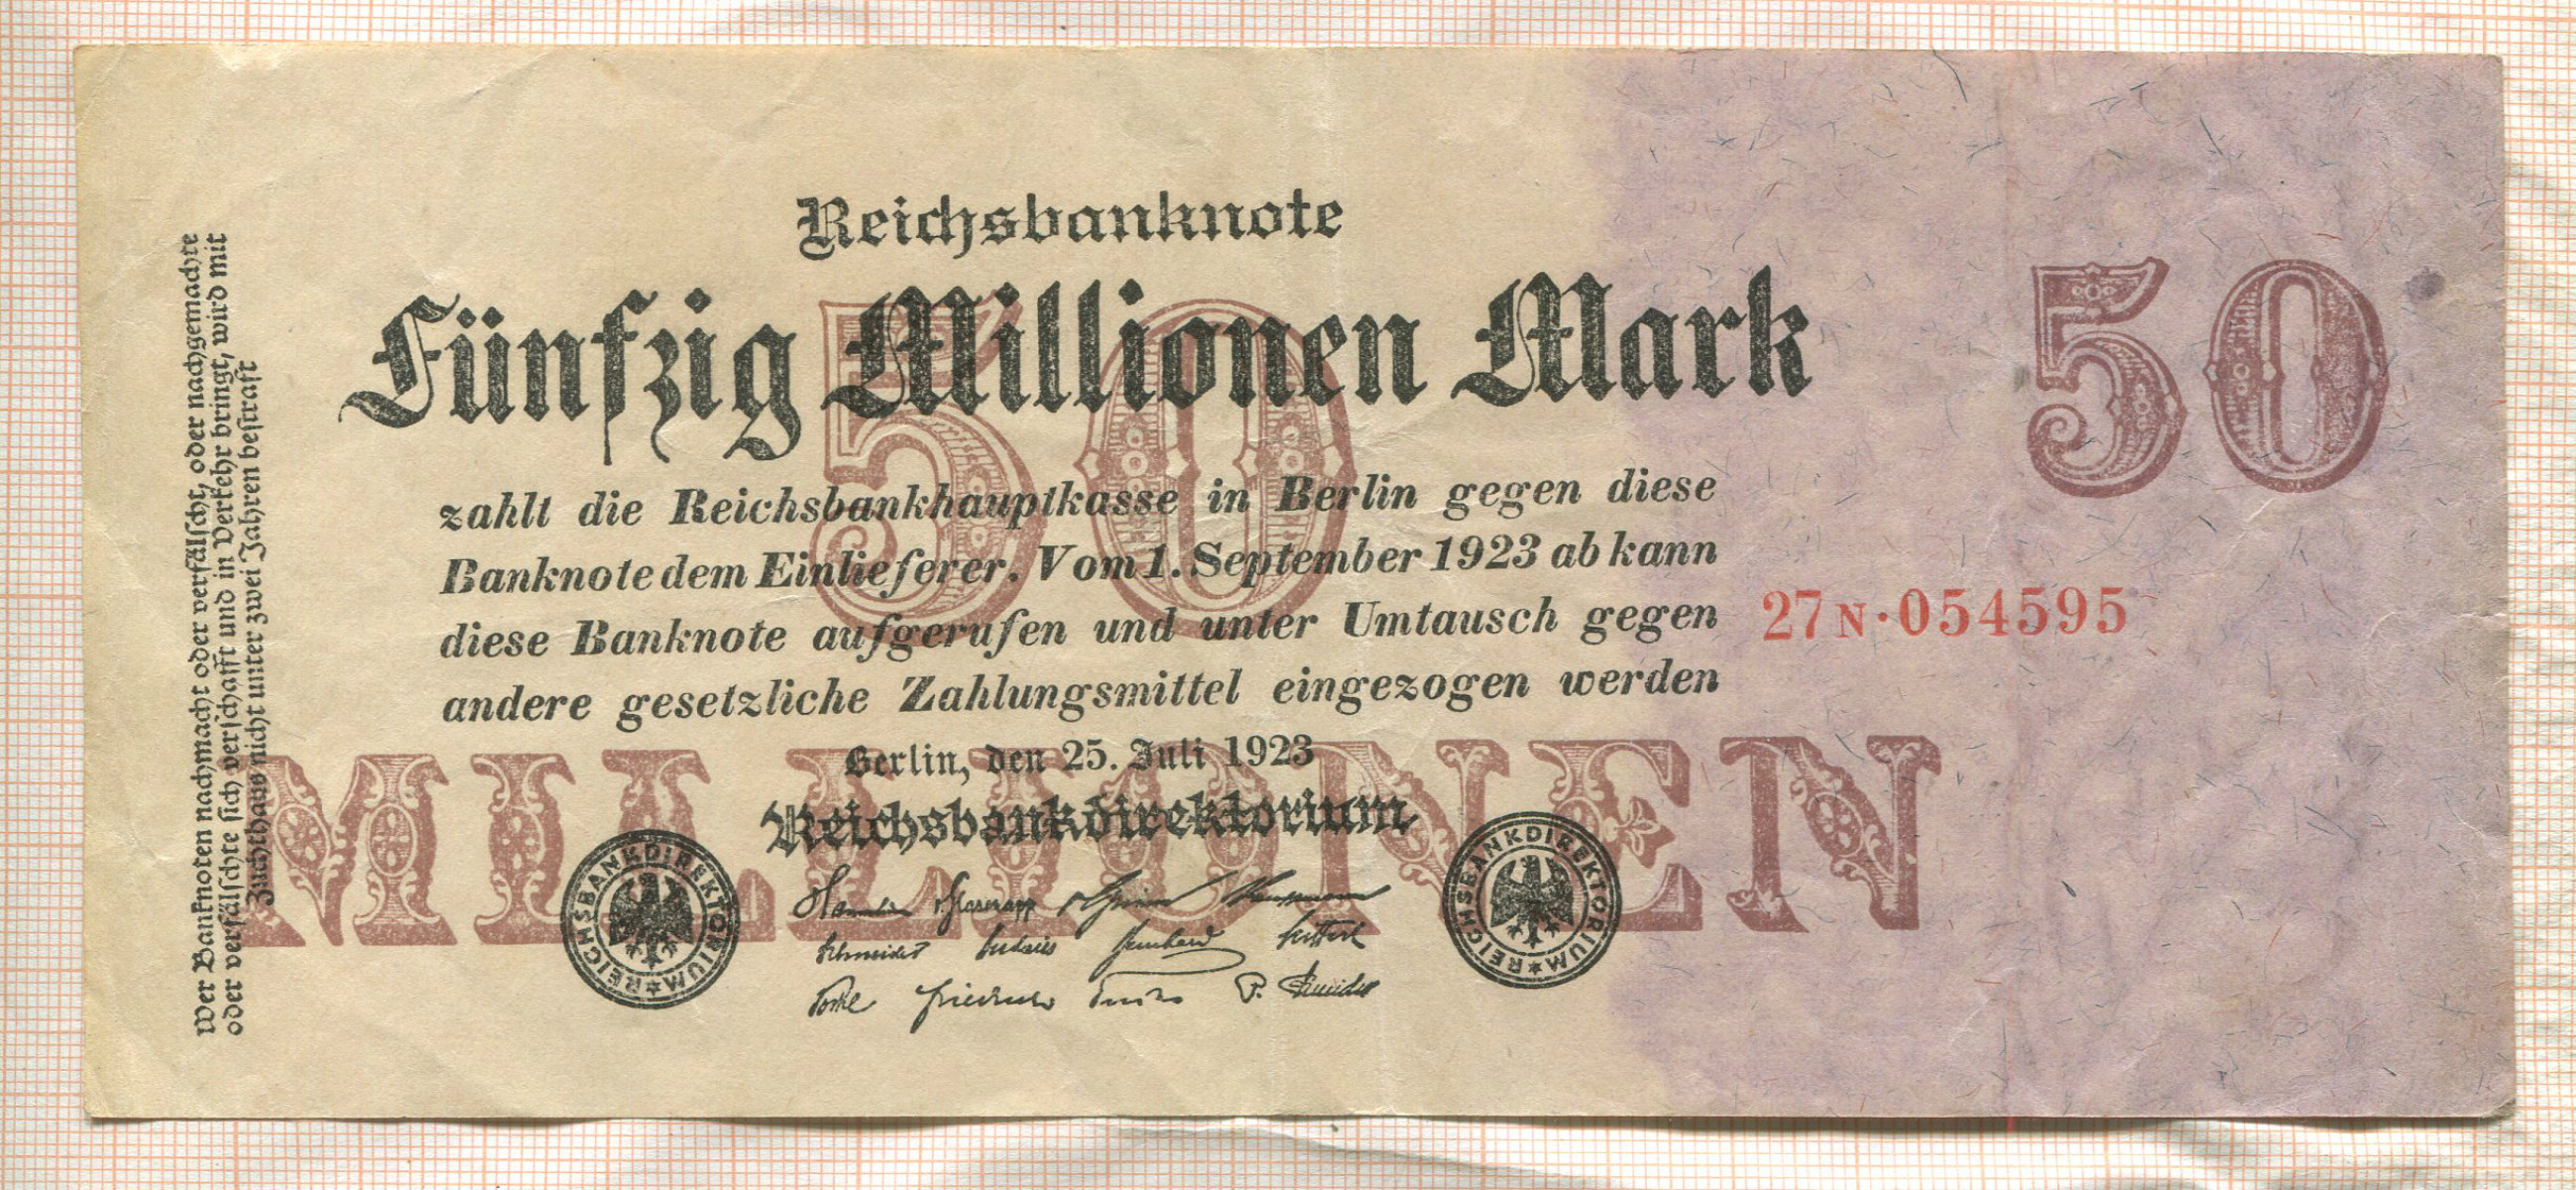 Reichsbanknote
Fünfzig Millionen Mark
50
50
zahlt die Reichsbankhauptkasse in Berlin gegen diese
Banknote dem Einlieferer. Vom 1. September 1923 ab kann
diese Banknote aufgerufen und unter Umtausch gegen
andere gesetzliche Zahlungsmittel eingezogen werden
27N·054595
MILLIONEN
Berlin, den 25. Juli 1923
Reichsbankdirektorium
REICHSBANKDIREKTORIUM
REICHSBANKDIREKTORIUM
Schneider
P. Schneider
Wer Banknoten nachmacht oder verfälscht, oder nachgemachte
oder verfälschte sich verschafft und in Verkehr bringt, wird mit
Zuchthaus nicht unter zwei Jahren bestraft